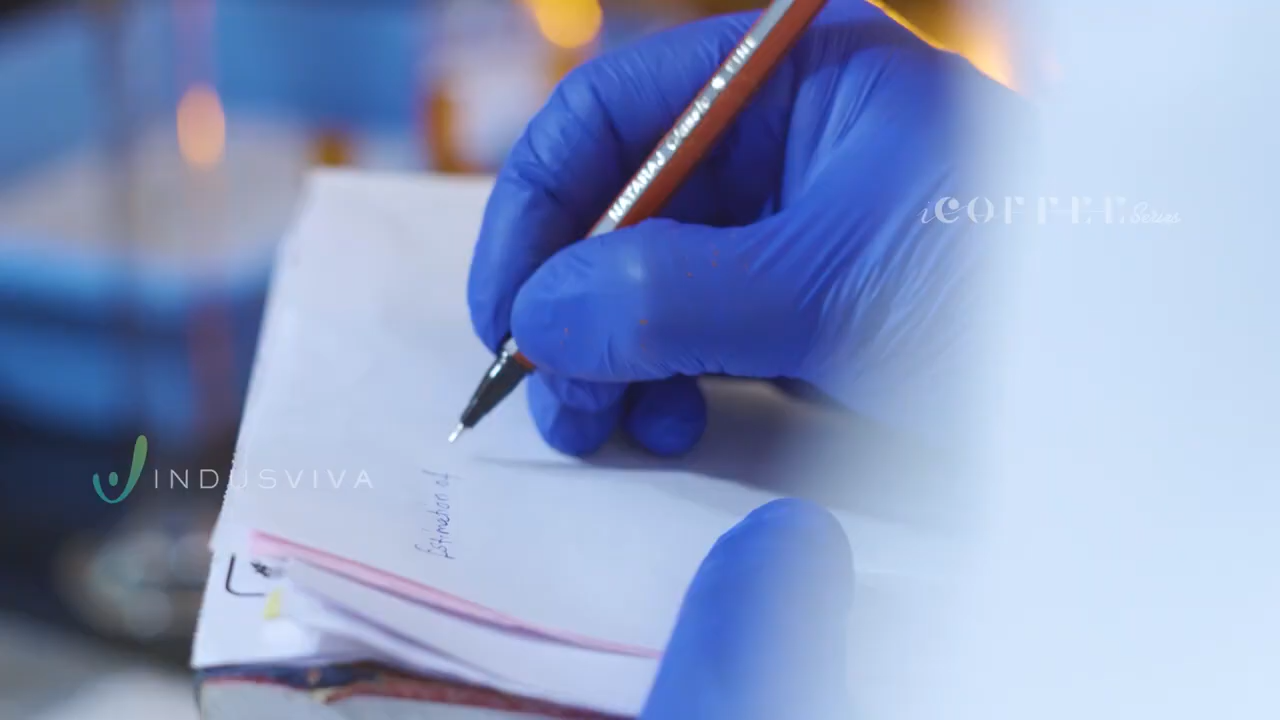 NATARAJ Classic FINE
iCOFFEE Series
INDUSVIVA
Estimation of